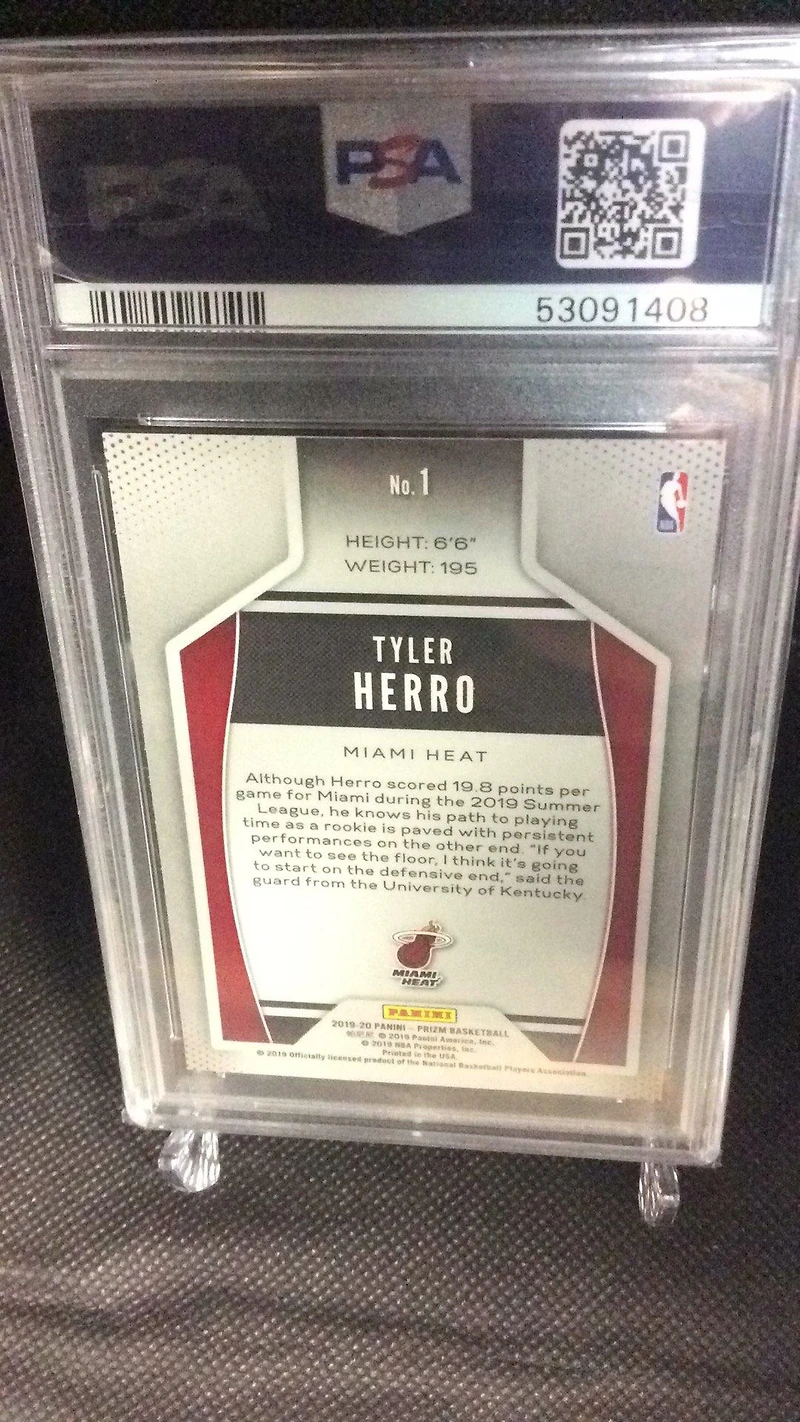 PSA
PSA
53091408
No. 1
HEIGHT: 6'6"
WEIGHT: 195
TYLER
HERRO
MIAMI HEAT
Although Herro scored 19.8 points per
game for Miami during the 2019 Summer
League, he knows his path to playing
time as a rookie is paved with persistent
performances on the other end. "If you
want to see the floor, I think it's going
to start on the defensive end," said the
guard from the University of Kentucky.
MIAMI
HEAT
PANINI
2019-20 PANINI – PRIZM BASKETBALL
© 2019 Panini America, Inc.
© 2019 NBA Properties, Inc.
Printed in the USA.
© 2019 Officially licensed product of the National Basketball Players Association.